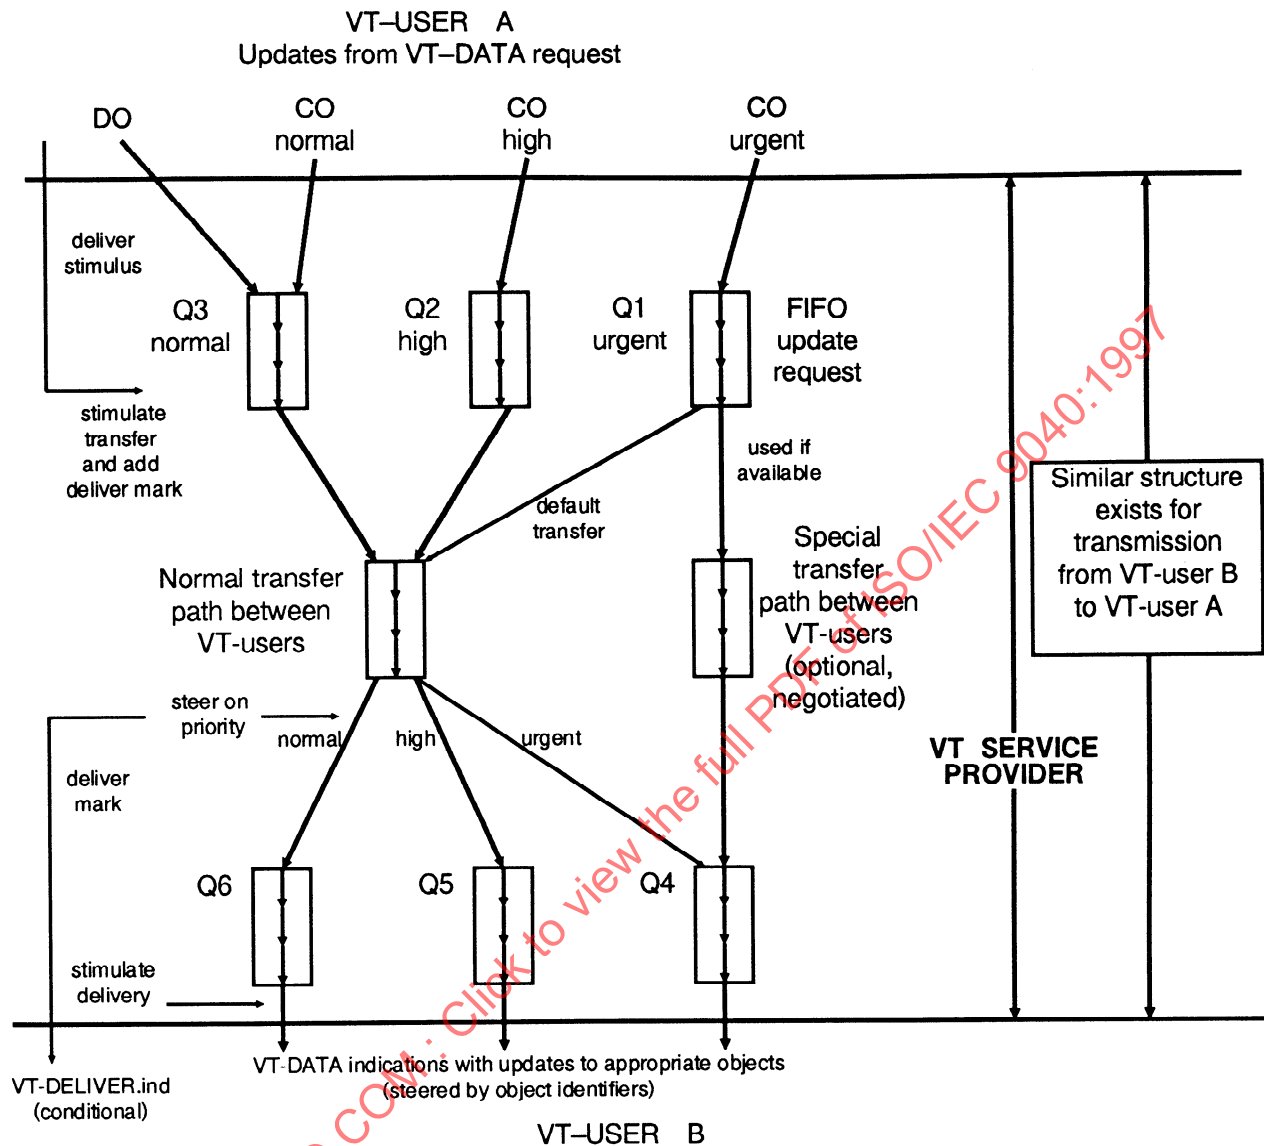 VT–USER A
Updates from VT–DATA request
DO
CO
normal
CO
high
CO
urgent
deliver
stimulus
Q3
normal
Q2
high
Q1
urgent
FIFO
update
request
stimulate
transfer
and add
deliver mark
used if
available
default
transfer
Similar structure
exists for
transmission
from VT-user B
to VT-user A
Normal transfer
path between
VT-users
Special
transfer
path between
VT-users
(optional,
negotiated)
steer on
priority
normal
high
urgent
VT SERVICE
PROVIDER
deliver
mark
Q6
Q5
Q4
stimulate
delivery
VT-DELIVER.ind
(conditional)
VT-DATA indications with updates to appropriate objects
(steered by object identifiers)
VT–USER B
COM : Click to view the full PDF of ISO/IEC 9040:1997